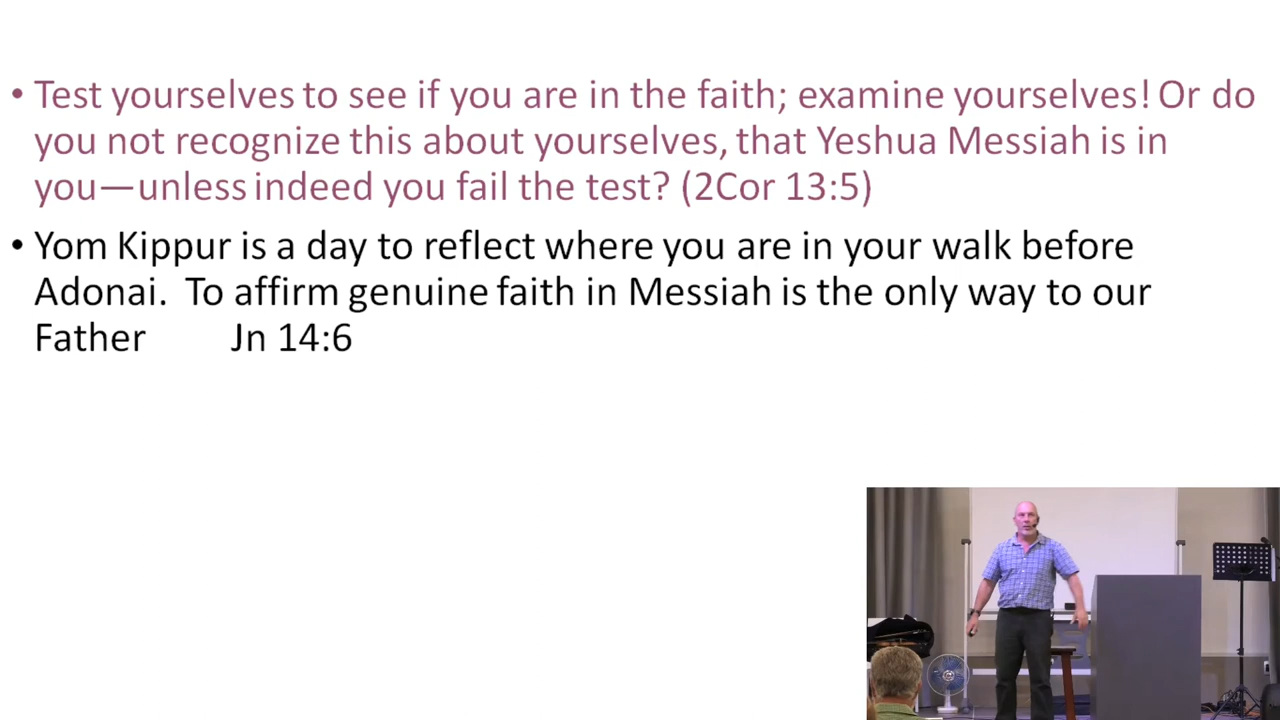 • Test yourselves to see if you are in the faith; examine yourselves! Or do
you not recognize this about yourselves, that Yeshua Messiah is in
you—unless indeed you fail the test? (2Cor 13:5)
• Yom Kippur is a day to reflect where you are in your walk before
Adonai.  To affirm genuine faith in Messiah is the only way to our
Father Jn 14:6